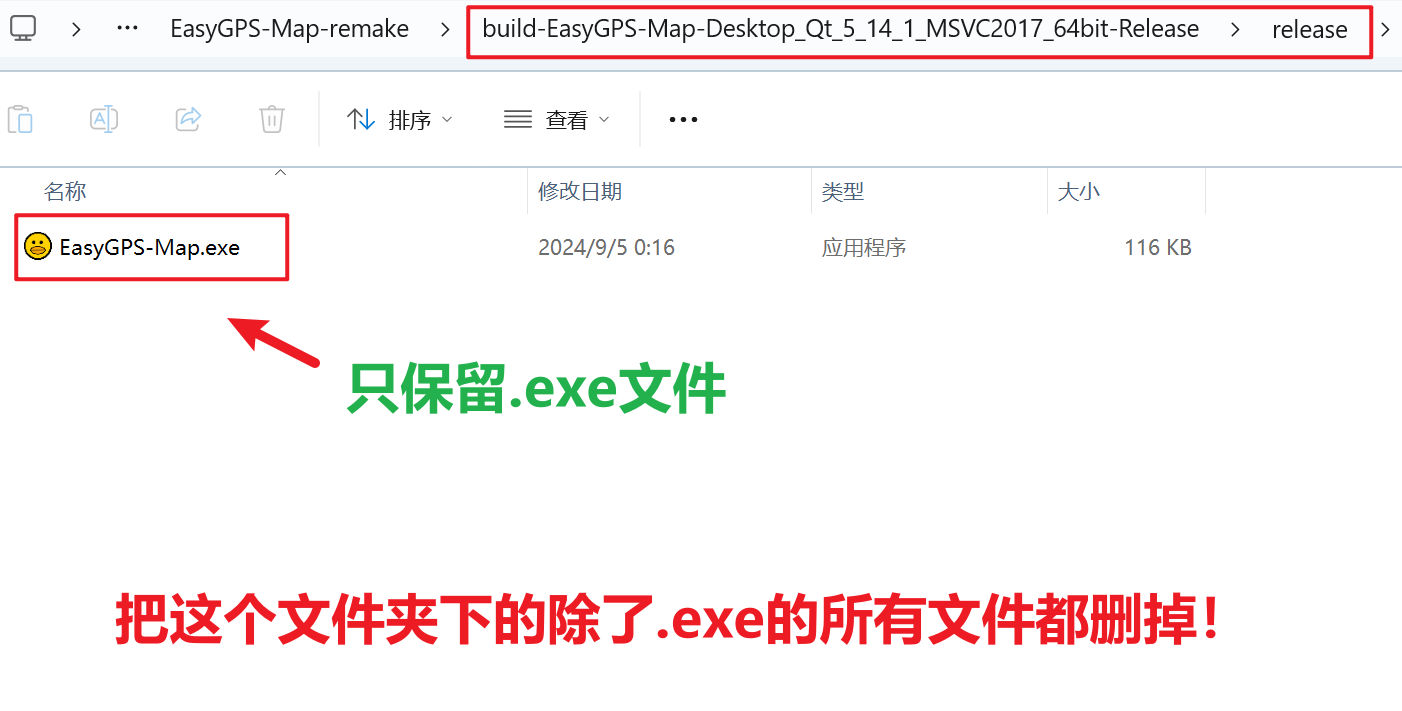 EasyGPS-Map-remake > build-EasyGPS-Map-Desktop_Qt_5_14_1_MSVC2017_64bit-Release > release >
排序 查看
名称 修改日期 类型 大小
EasyGPS-Map.exe 2024/9/5 0:16 应用程序 116 KB
只保留.exe文件
把这个文件夹下的除了.exe的所有文件都删掉!